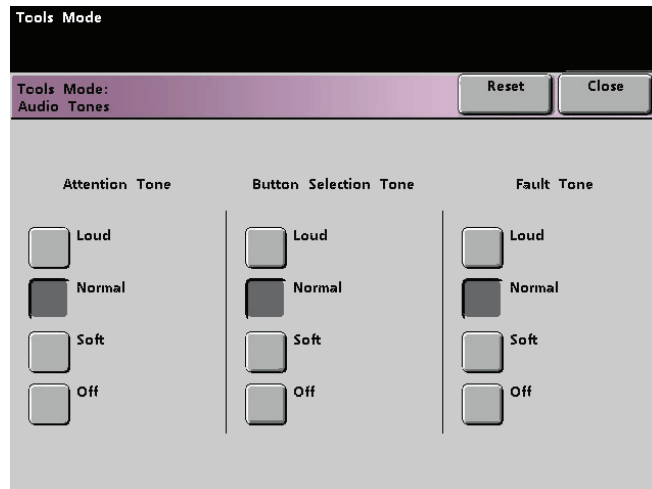 Tools Mode
Tools Mode:
Audio Tones
Reset
Close
Attention Tone
Button Selection Tone
Fault Tone
Loud
Normal
Soft
Off
Loud
Normal
Soft
Off
Loud
Normal
Soft
Off